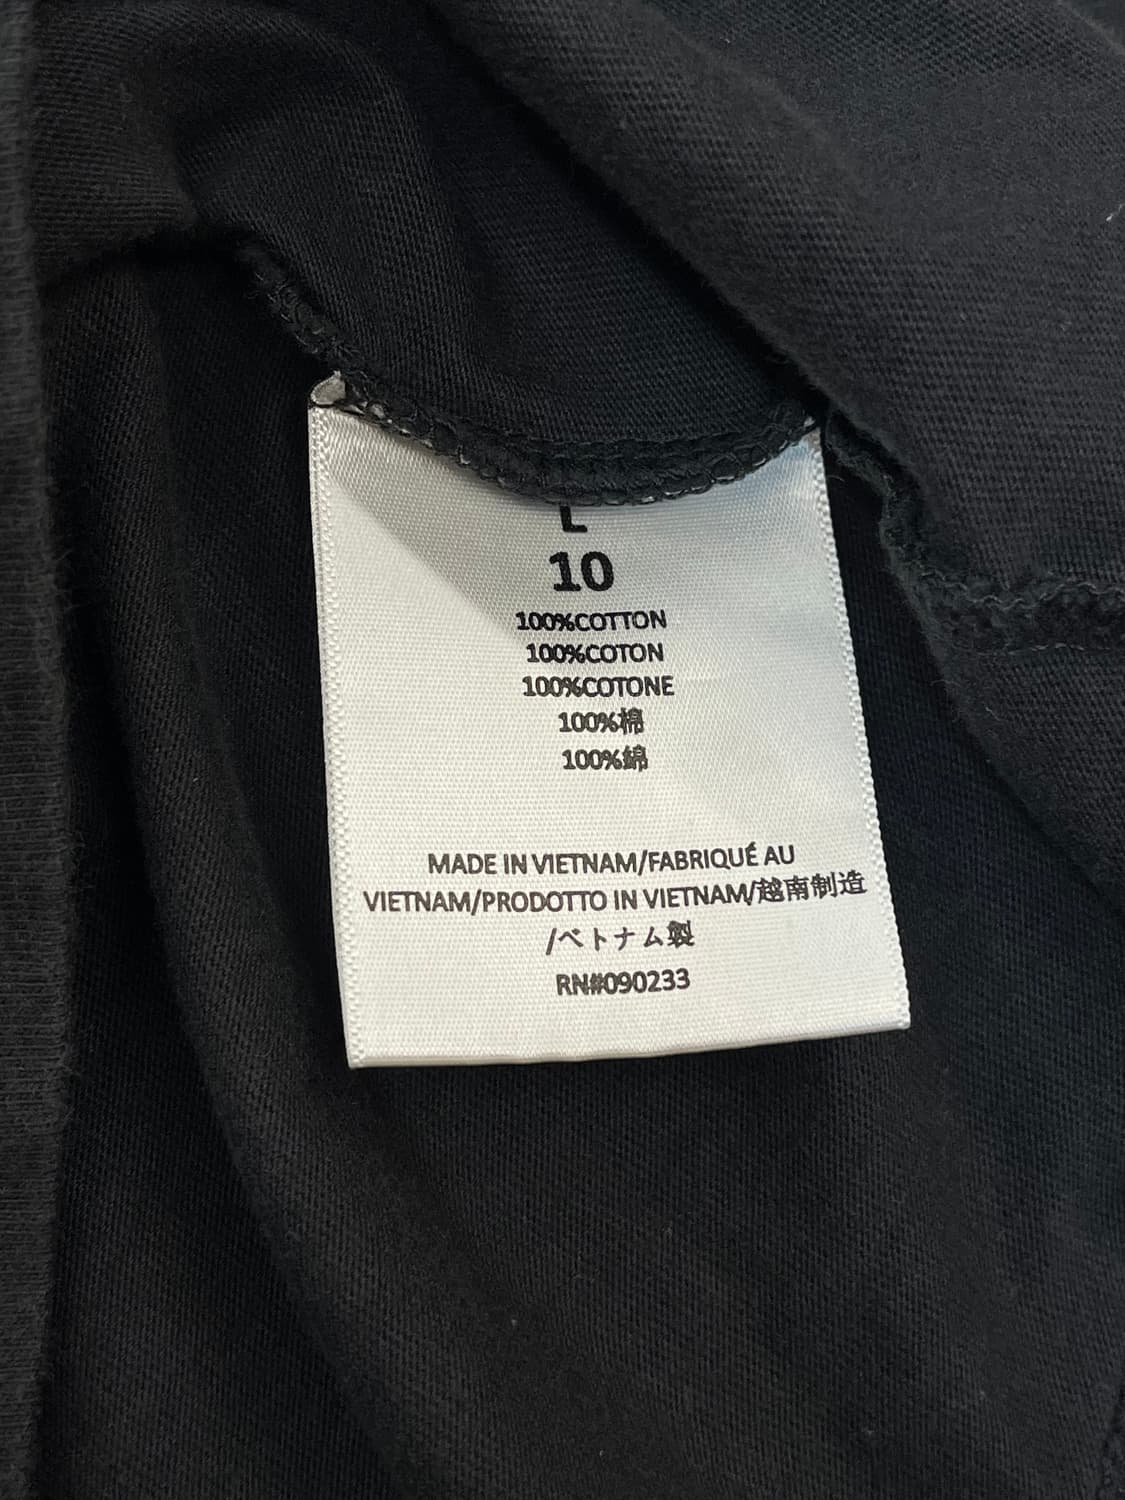 L
10
100%COTTON
100%COTON
100%COTONE
100%棉
100%綿
MADE IN VIETNAM/FABRIQUÉ AU
VIETNAM/PRODOTTO IN VIETNAM/越南制造
/ベトナム製
RN#090233